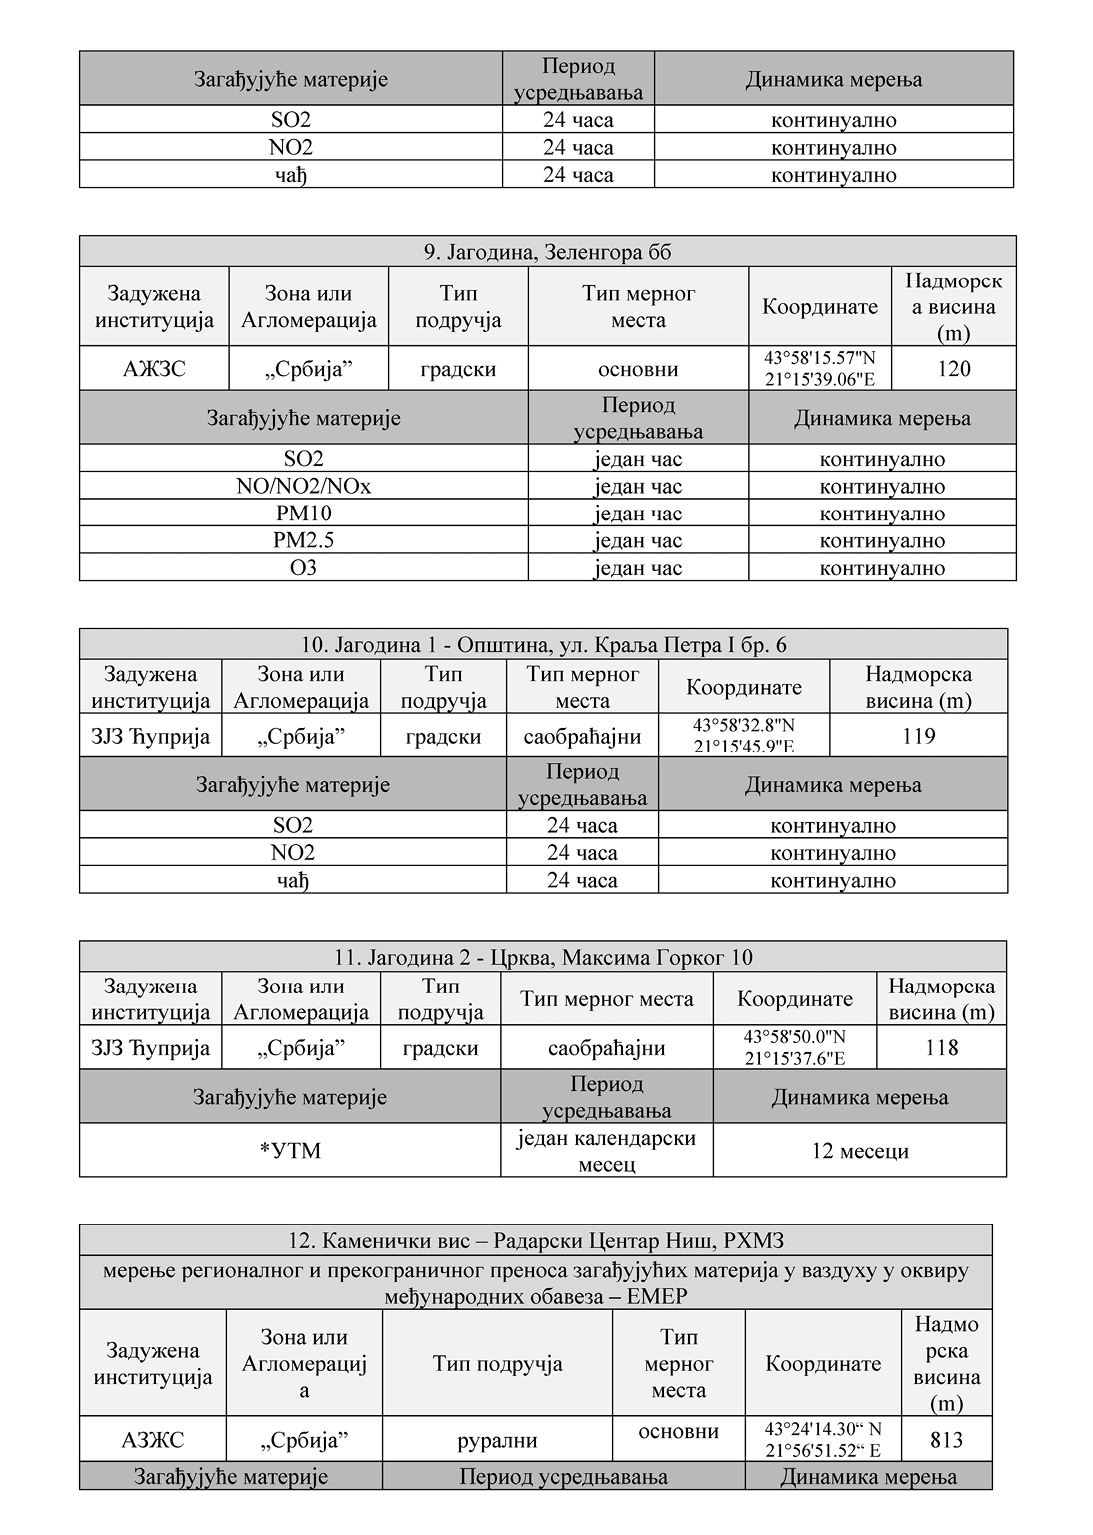 Загађујуће материје
Период
усредњавања
Динамика мерења
SO2
24 часа
континуално
NO2
24 часа
континуално
чађ
24 часа
континуално
9. Јагодина, Зеленгора бб
Задужена
институција
Зона или
Агломерација
Тип
подручја
Тип мерног
места
Координате
Надморск
а висина
(m)
АЖЗС
„Србија”
градски
основни
43°58'15.57"N
21°15'39.06"E
120
Загађујуће материје
Период
усредњавања
Динамика мерења
SO2
један час
континуално
NO/NO2/NOx
један час
континуално
PM10
један час
континуално
PM2.5
један час
континуално
O3
један час
континуално
10. Јагодина 1 - Општина, ул. Краља Петра I бр. 6
Задужена
институција
Зона или
Агломерација
Тип
подручја
Тип мерног
места
Координате
Надморска
висина (m)
ЗЈЗ Ћуприја
„Србија”
градски
саобраћајни
43°58'32.8"N
21°15'45.9"E
119
Загађујуће материје
Период
усредњавања
Динамика мерења
SO2
24 часа
континуално
NO2
24 часа
континуално
чађ
24 часа
континуално
11. Јагодина 2 - Црква, Максима Горког 10
Задужена
институција
Зона или
Агломерација
Тип
подручја
Тип мерног места
Координате
Надморска
висина (m)
ЗЈЗ Ћуприја
„Србија”
градски
саобраћајни
43°58'50.0"N
21°15'37.6"E
118
Загађујуће материје
Период
усредњавања
Динамика мерења
*УТМ
један календарски
месец
12 месеци
12. Каменички вис – Радарски Центар Ниш, РХМЗ
мерење регионалног и прекограничног преноса загађујућих материја у ваздуху у оквиру
међународних обавеза – ЕМЕР
Задужена
институција
Зона или
Агломерациј
а
Тип подручја
Тип
мерног
места
Координате
Надмо
рска
висина
(m)
АЗЖС
„Србија”
рурални
основни
43°24'14.30“ N
21°56'51.52“ E
813
Загађујуће материје
Период усредњавања
Динамика мерења